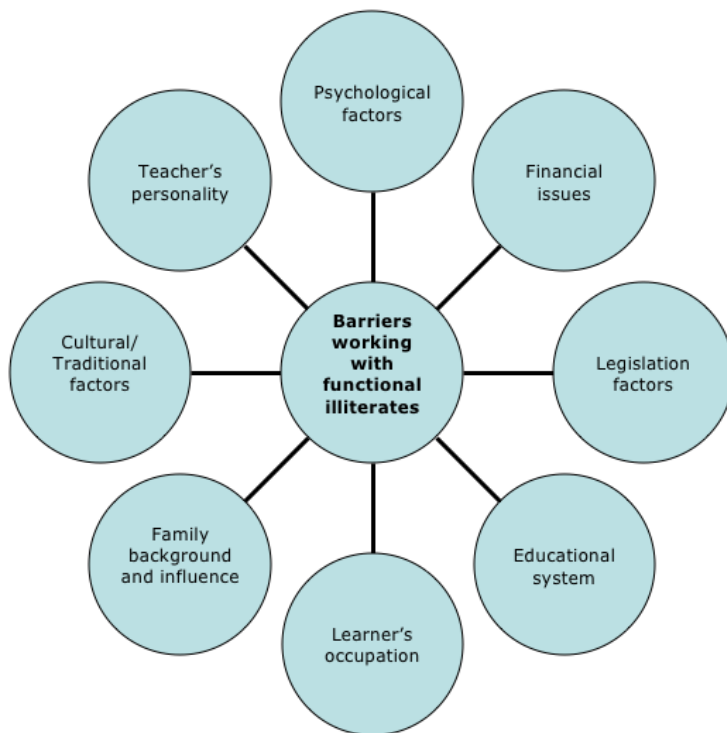 Psychological
factors
Teacher's
personality
Financial
issues
Cultural/
Traditional
factors
Barriers
working
with
functional
illiterates
Legislation
factors
Family
background
and influence
Educational
system
Learner's
occupation